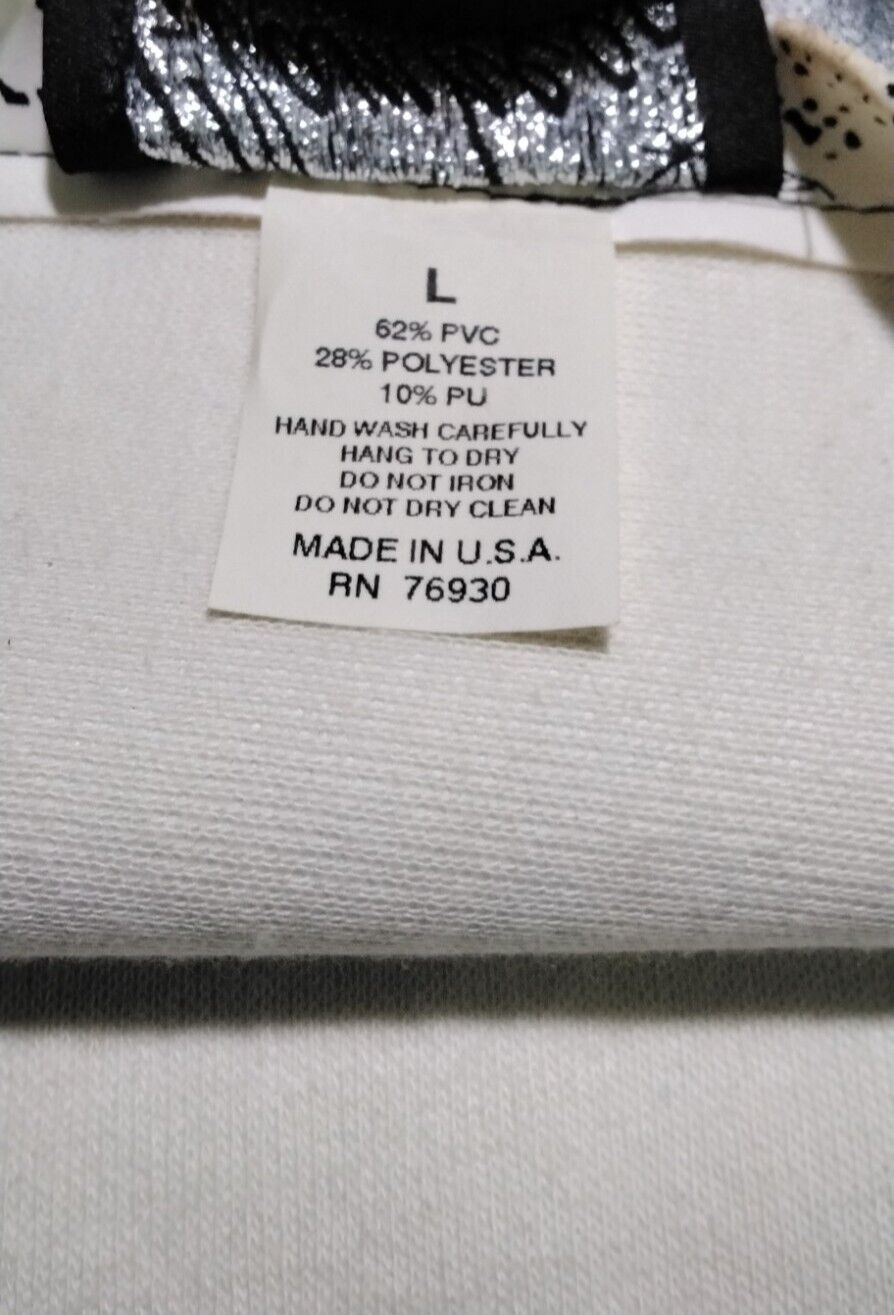 L
62% PVC
28% POLYESTER
10% PU
HAND WASH CAREFULLY
HANG TO DRY
DO NOT IRON
DO NOT DRY CLEAN
MADE IN U.S.A.
RN 76930